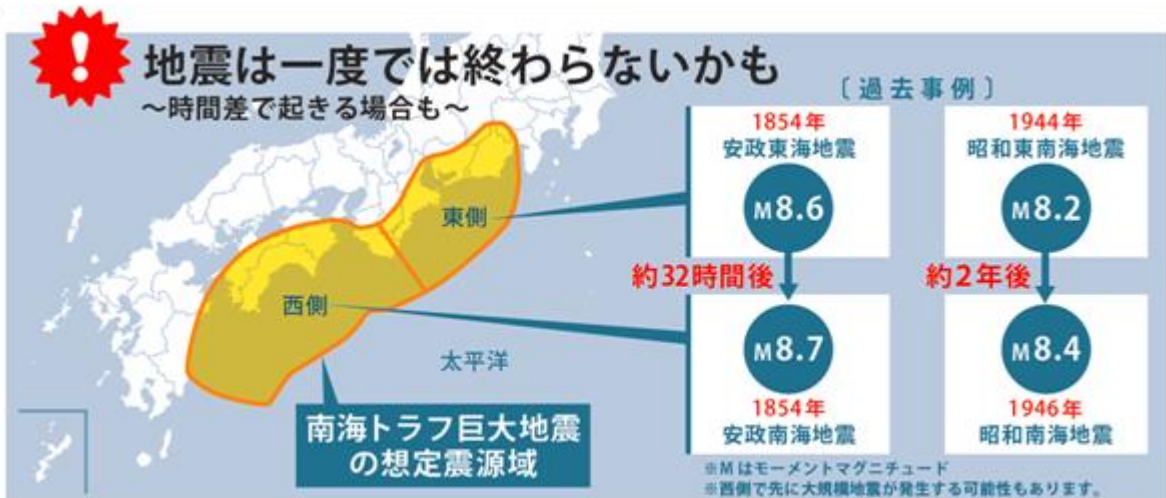 地震は一度では終わらないかも
～時間差で起きる場合も～
〔過去事例〕
東側
西側
太平洋
南海トラフ巨大地震
の想定震源域
1854年
安政東海地震
M8.6
約32時間後
M8.7
1854年
安政南海地震
1944年
昭和東南海地震
M8.2
約2年後
M8.4
1946年
昭和南海地震
※Mはモーメントマグニチュード
※西側で先に大規模地震が発生する可能性もあります。